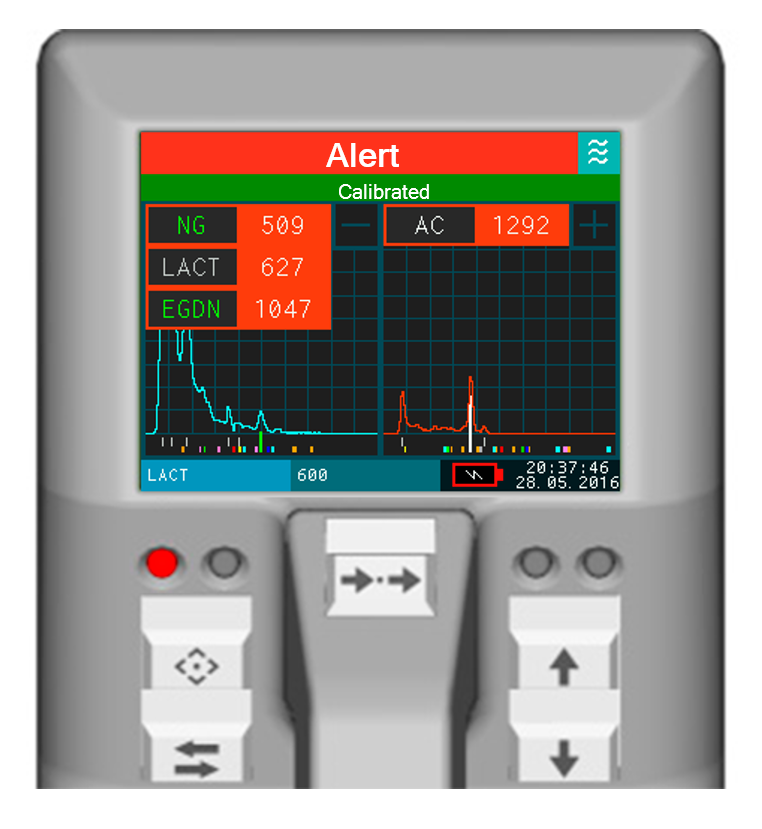 Alert
Calibrated
NG 509
LACT 627
EGDN 1047
AC 1292
LACT 600
20:37:46
28.05.2016